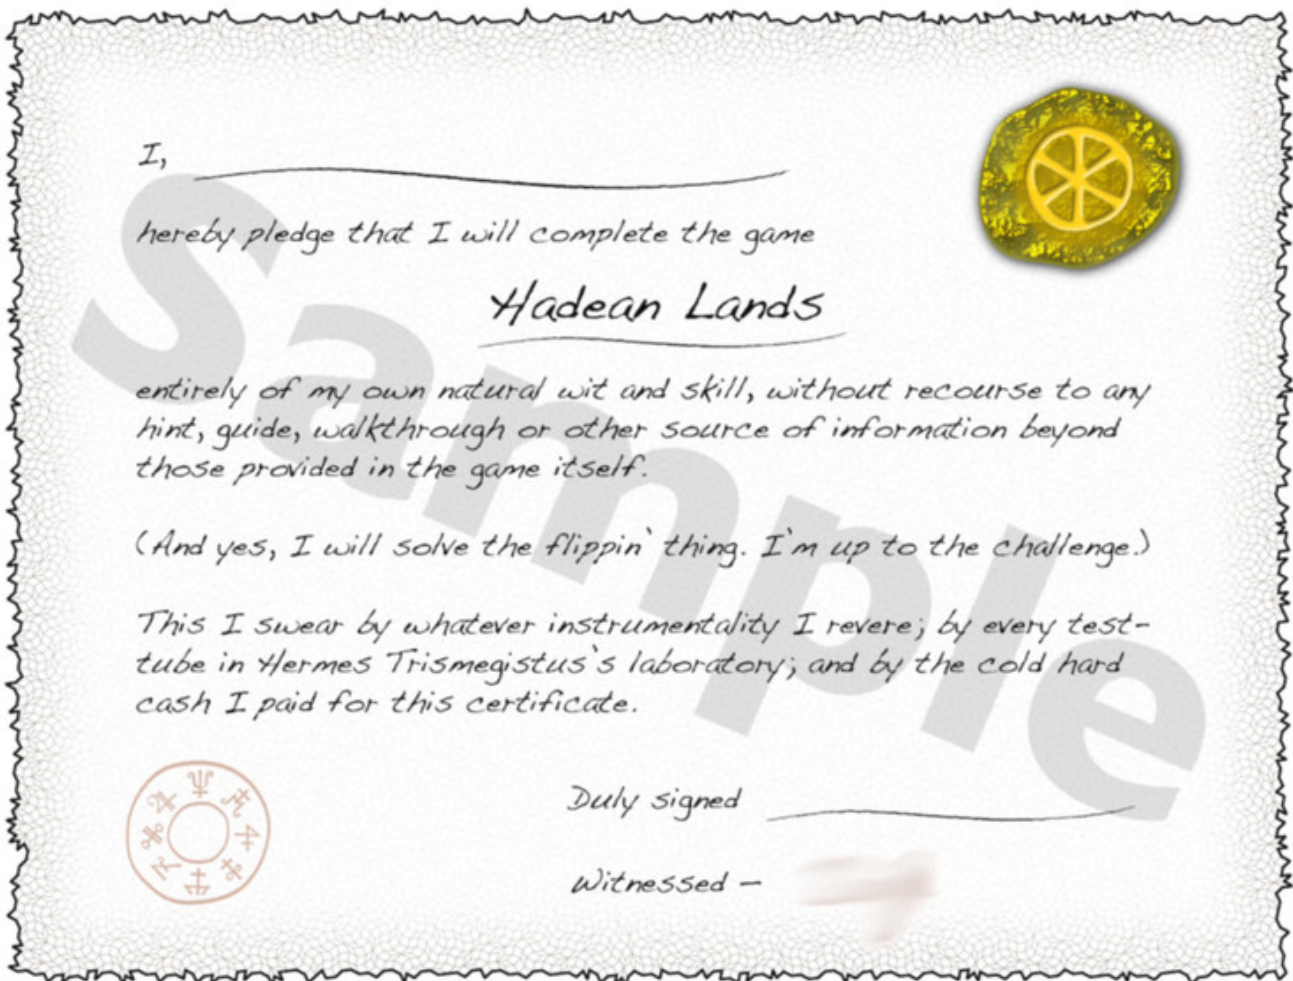 I,
hereby pledge that I will complete the game
Hadean Lands
entirely of my own natural wit and skill, without recourse to any
hint, guide, walkthrough or other source of information beyond
those provided in the game itself.
(And yes, I will solve the flippin' thing. I'm up to the challenge.)
This I swear by whatever instrumentality I revere; by every test-
tube in Hermes Trismegistus's laboratory; and by the cold hard
cash I paid for this certificate.
Duly signed
Witnessed –
Sample